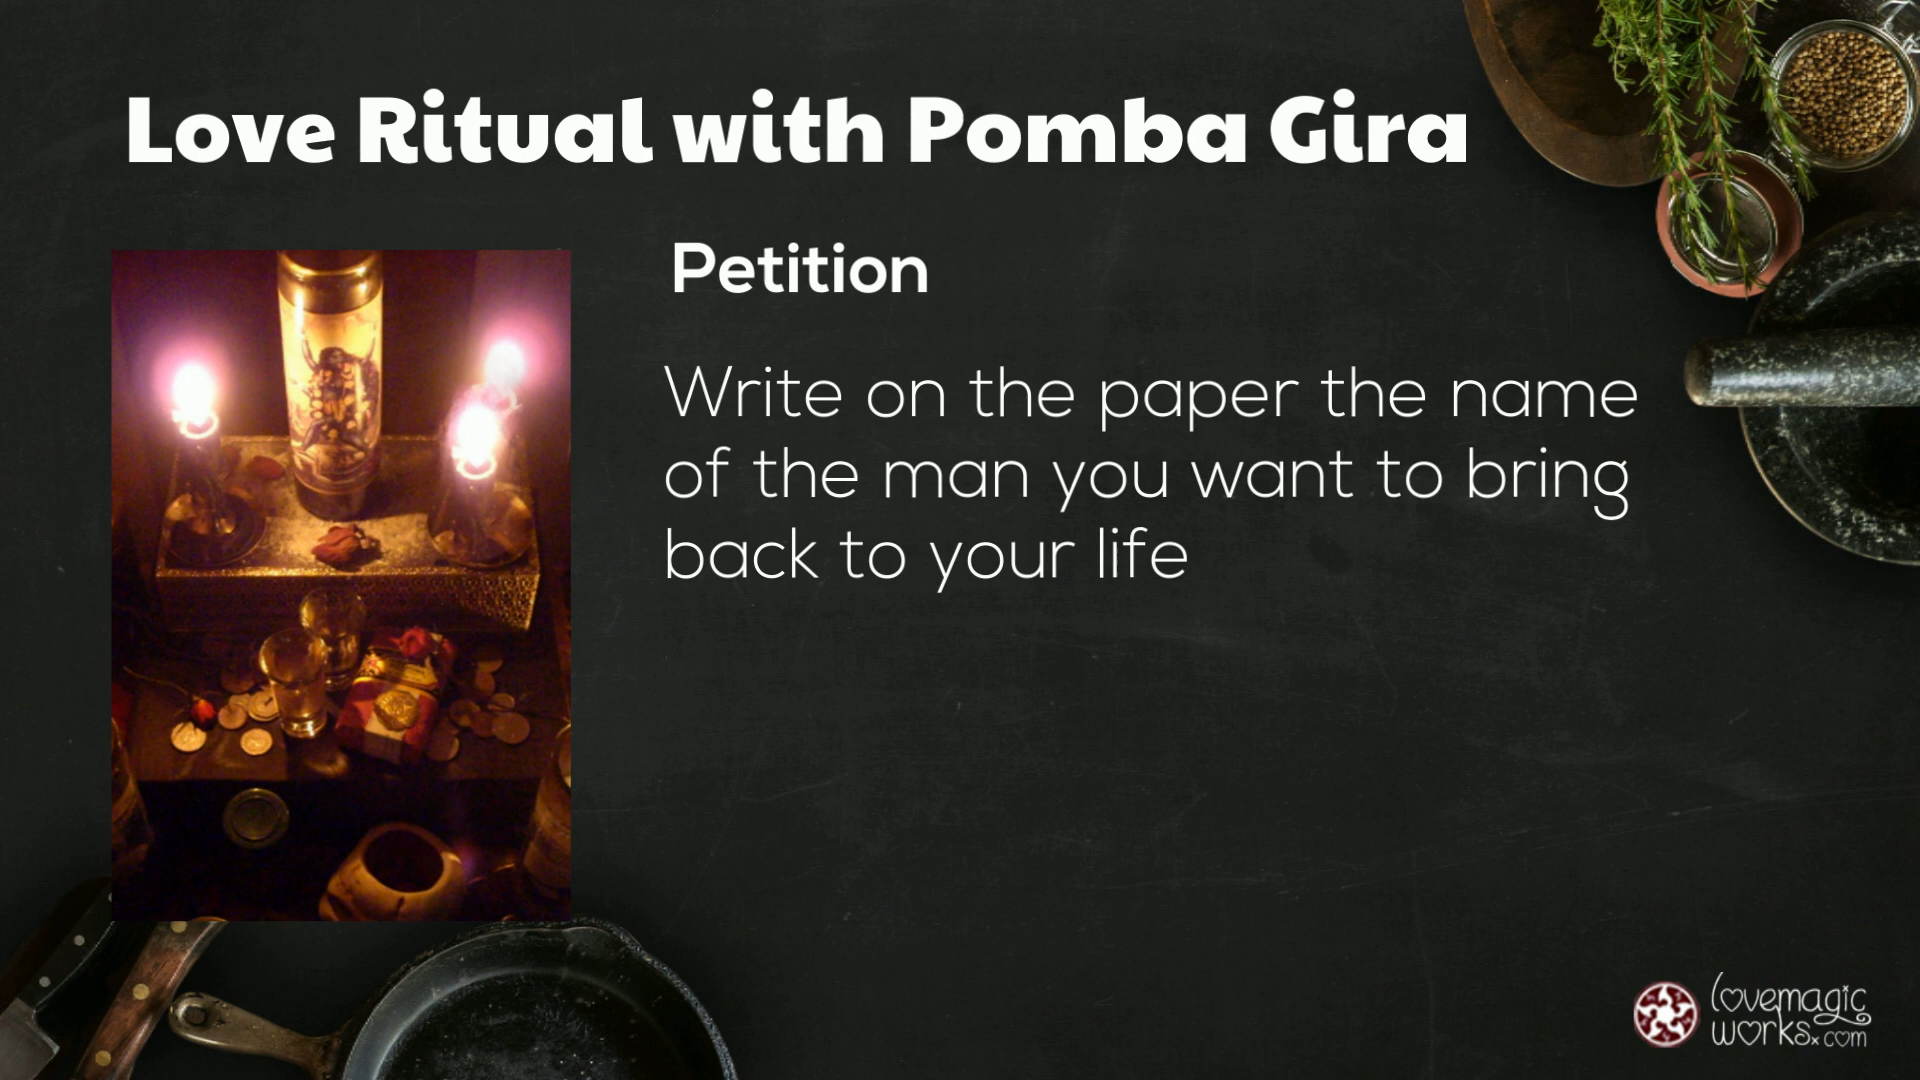 Love Ritual with Pomba Gira
Petition
Write on the paper the name
of the man you want to bring
back to your life
lovemagic
works.com